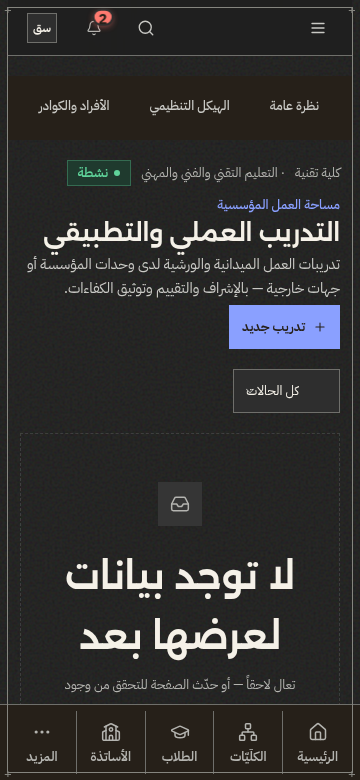 سق
2
نظرة عامة
الهيكل التنظيمي
الأفراد والكوادر
كلية تقنية · التعليم التقني والفني والمهني
نشطة
مساحة العمل المؤسسية
التدريب العملي والتطبيقي
تدريبات العمل الميدانية والورشية لدى وحدات المؤسسة أو
جهات خارجية — بالإشراف والتقييم وتوثيق الكفاءات.
+ تدريب جديد
كل الحالات
لا توجد بيانات
لعرضها بعد
تعال لاحقاً — أو حدّث الصفحة للتحقق من وجود
الرئيسية
الكليّات
الطلاب
الأساتذة
المزيد